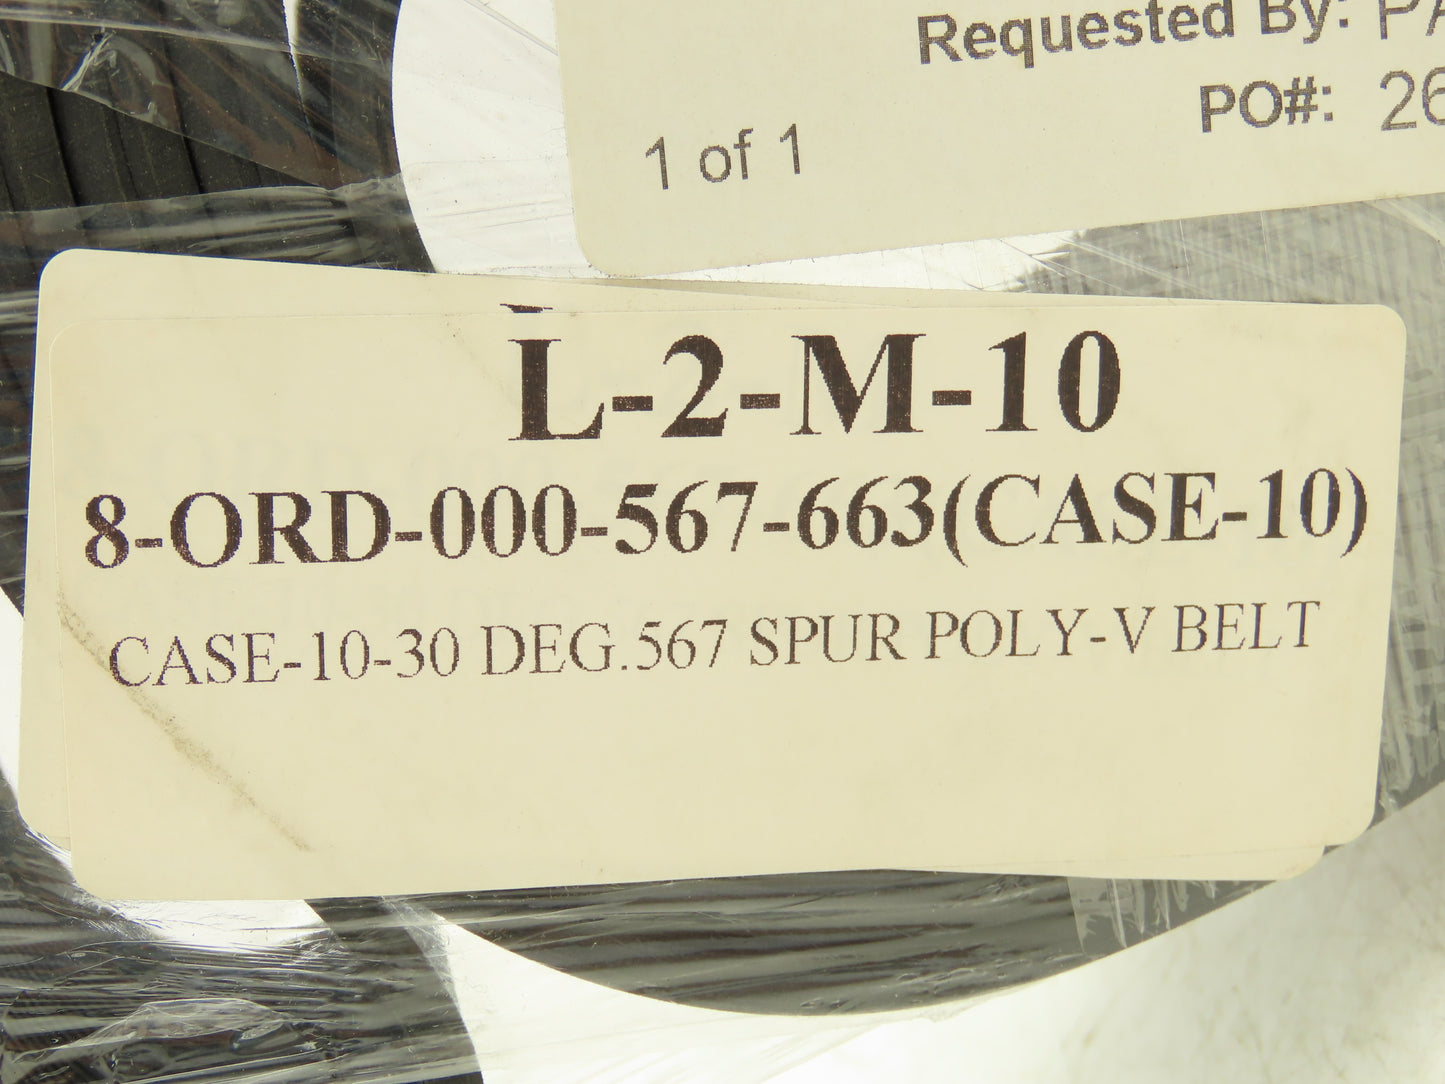 Requested By:
PO#: 26
1 of 1
L-2-M-10
8-ORD-000-567-663(CASE-10)
CASE-10-30 DEG.567 SPUR POLY-V BELT